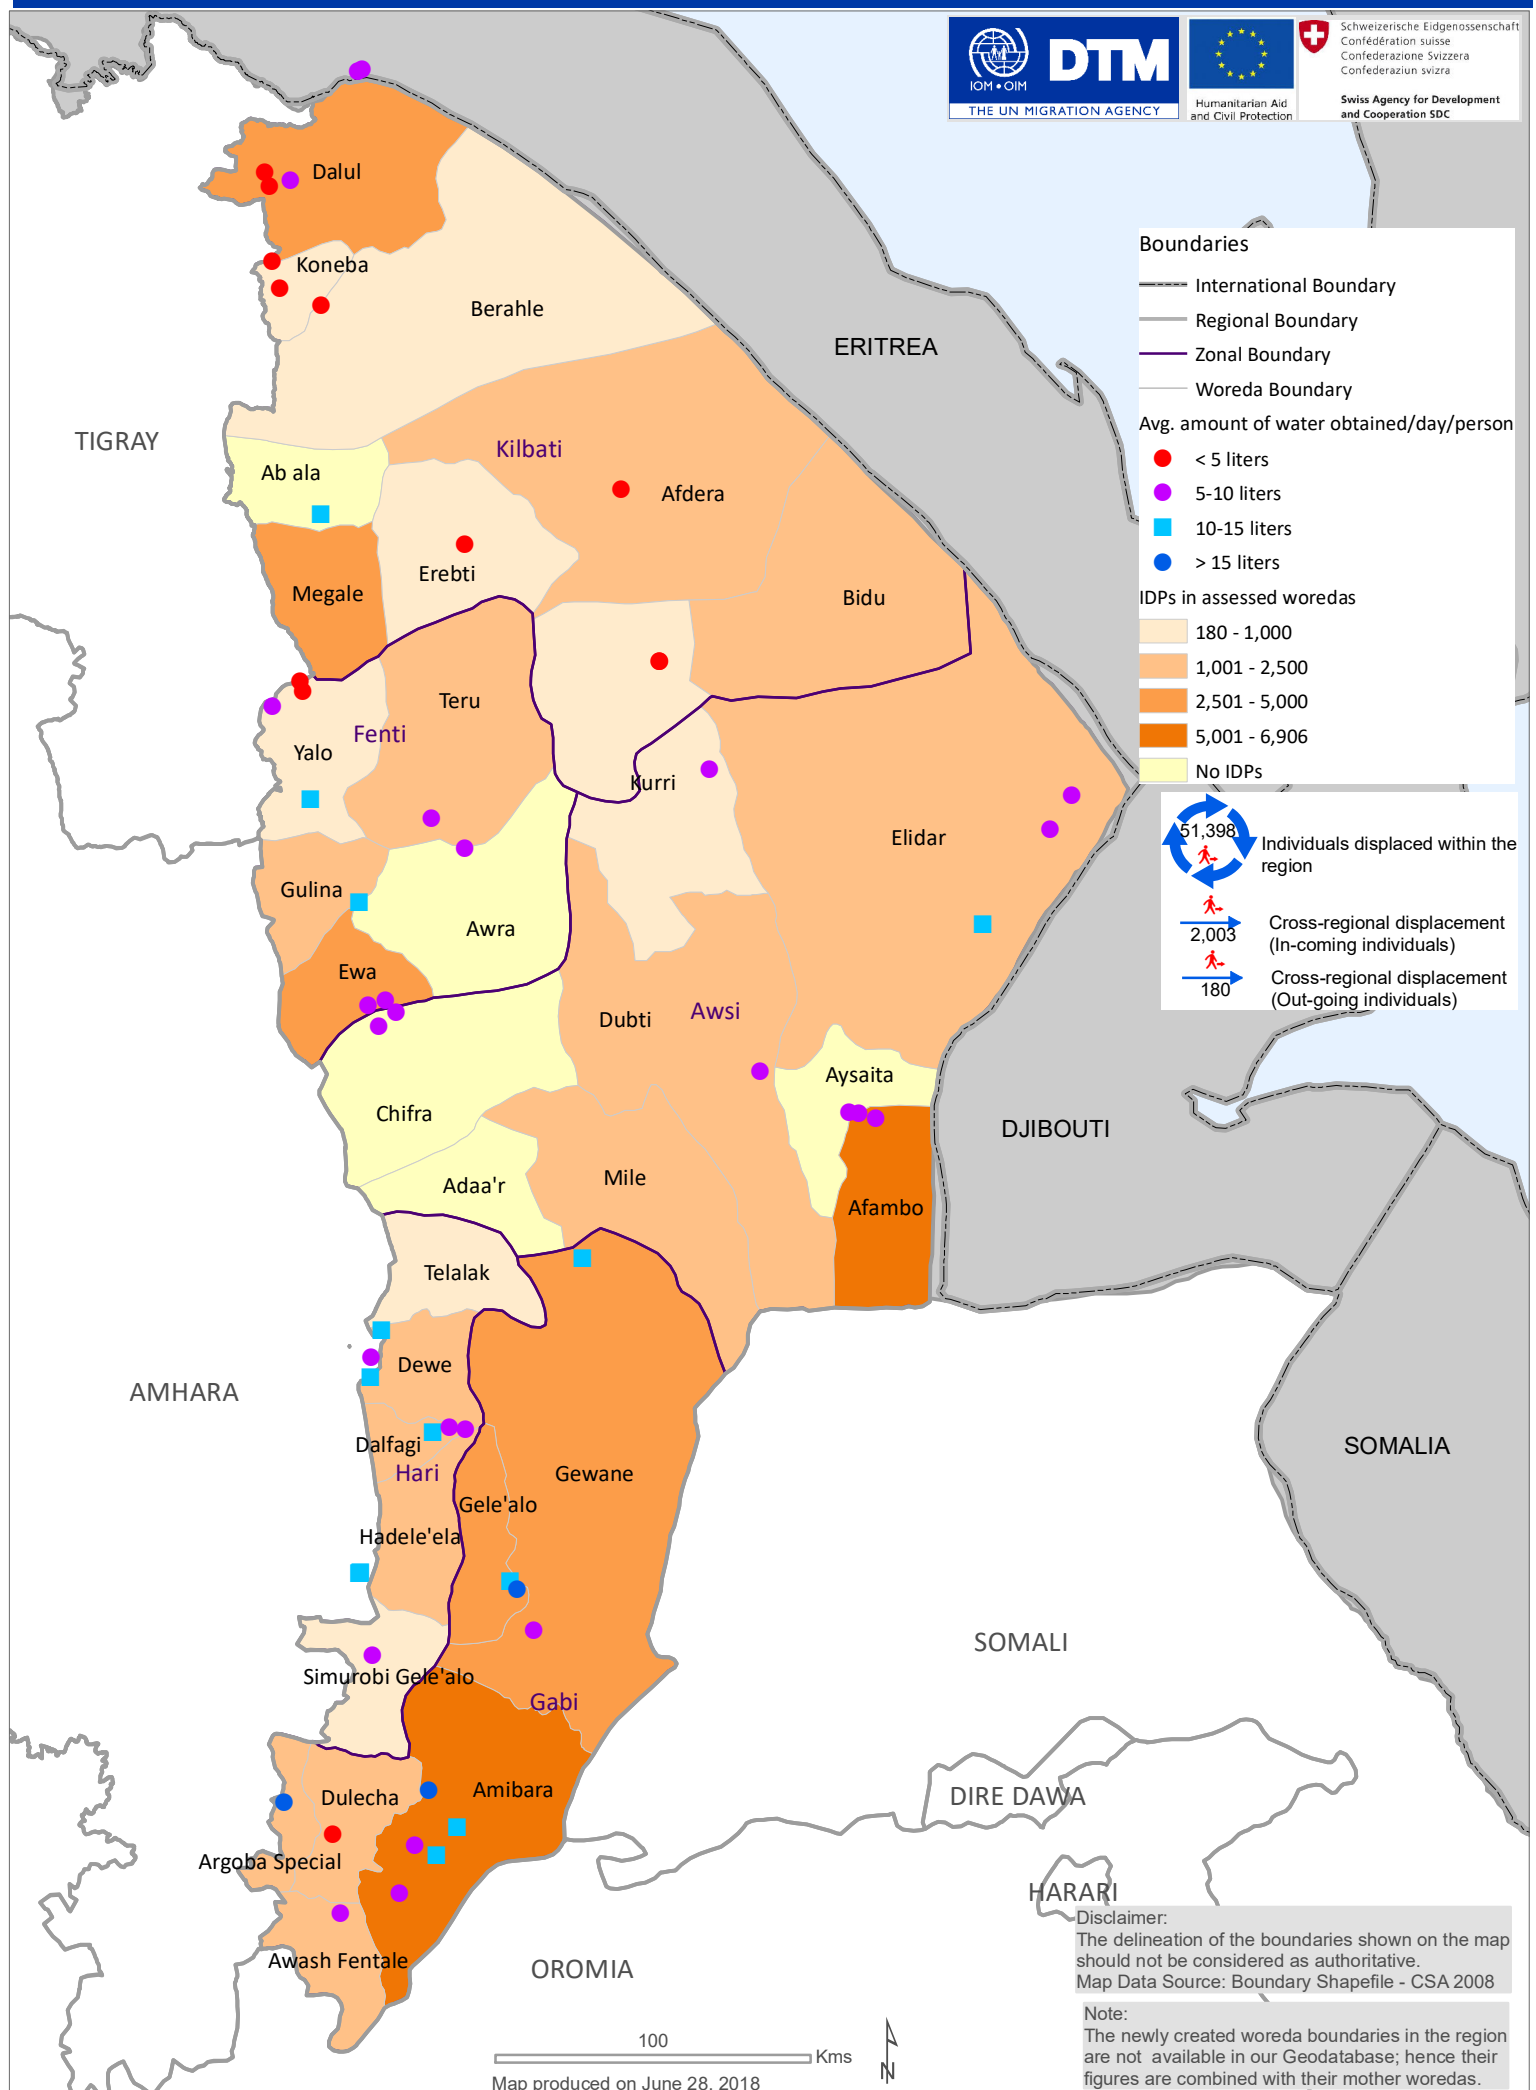 IOM • OIM
DTM
THE UN MIGRATION AGENCY
Humanitarian Aid
and Civil Protection
Schweizerische Eidgenossenschaft
Confédération suisse
Confederazione Svizzera
Confederaziun svizra
Swiss Agency for Development
and Cooperation SDC
Dalul
Koneba
Berahle
ERITREA
TIGRAY
Kilbati
Ab ala
Afdera
Erebti
Megale
Bidu
Teru
Fenti
Yalo
Kurri
Elidar
Gulina
Awra
Ewa
Dubti
Awsi
Aysaita
Chifra
DJIBOUTI
Adaa'r
Mile
Afambo
Telalak
Dewe
AMHARA
Dalfagi
Hari
Gewane
SOMALIA
Gele'alo
Hadele'ela
SOMALI
Simurobi Gele'alo
Gabi
Dulecha
Amibara
DIRE DAWA
Argoba Special
HARARI
Awash Fentale
OROMIA
Boundaries
International Boundary
Regional Boundary
Zonal Boundary
Woreda Boundary
Avg. amount of water obtained/day/person
< 5 liters
5-10 liters
10-15 liters
> 15 liters
IDPs in assessed woredas
180 - 1,000
1,001 - 2,500
2,501 - 5,000
5,001 - 6,906
No IDPs
51,398
Individuals displaced within the
region
2,003
Cross-regional displacement
(In-coming individuals)
180
Cross-regional displacement
(Out-going individuals)
Disclaimer:
The delineation of the boundaries shown on the map
should not be considered as authoritative.
Map Data Source: Boundary Shapefile - CSA 2008
Note:
The newly created woreda boundaries in the region
are not available in our Geodatabase; hence their
figures are combined with their mother woredas.
100
Kms
N
Map produced on June 28, 2018